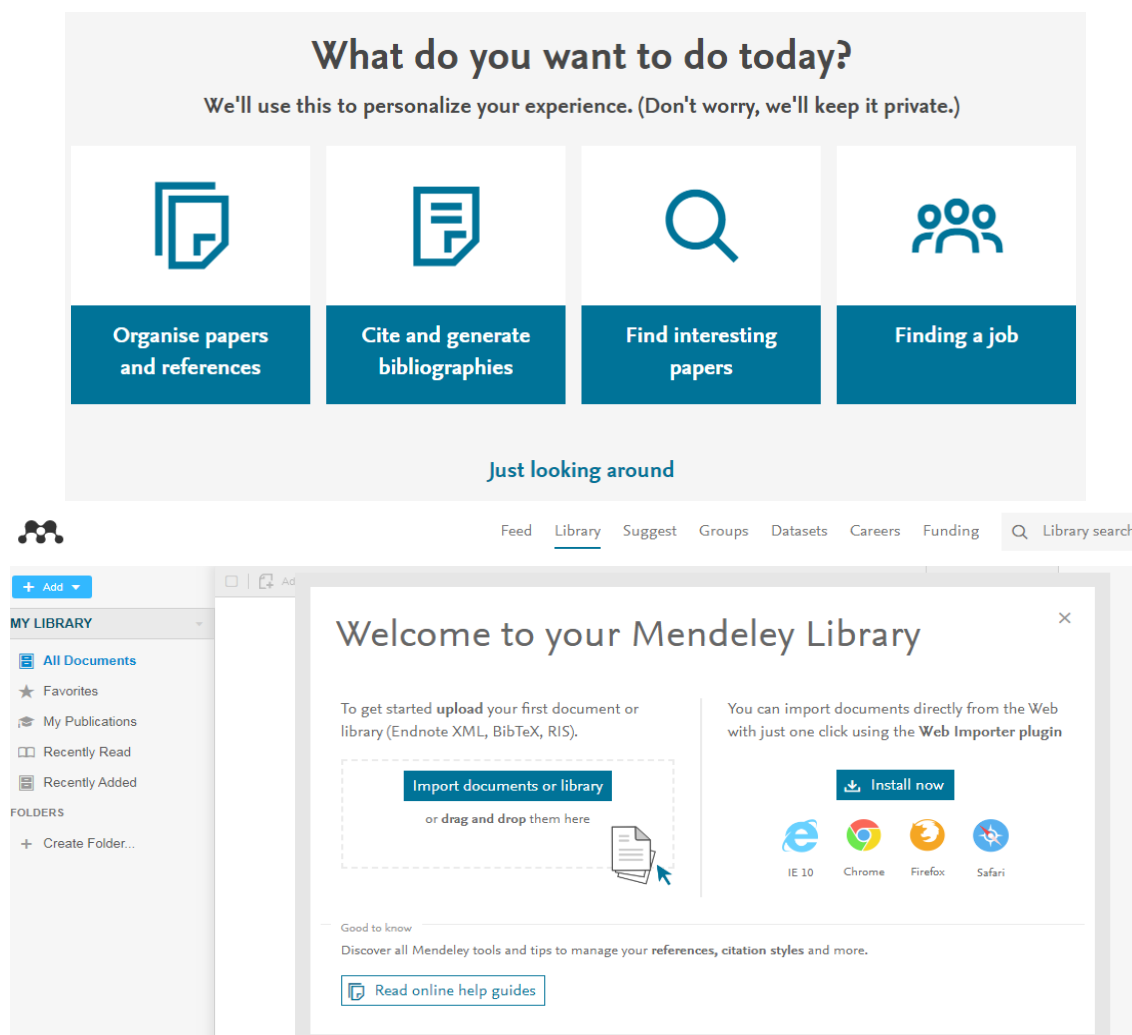 What do you want to do today?
We'll use this to personalize your experience. (Don't worry, we'll keep it private.)
Organise papers
and references
Cite and generate
bibliographies
Find interesting
papers
Finding a job
Just looking around
Feed Library Suggest Groups Datasets Careers Funding Library search
+ Add
Ad
MY LIBRARY
All Documents
Favorites
My Publications
Recently Read
Recently Added
FOLDERS
+ Create Folder...
Welcome to your Mendeley Library
To get started upload your first document or
library (Endnote XML, BibTeX, RIS).
Import documents or library
or drag and drop them here
You can import documents directly from the Web
with just one click using the Web Importer plugin
Install now
IE 10 Chrome Firefox Safari
Good to know
Discover all Mendeley tools and tips to manage your references, citation styles and more.
Read online help guides